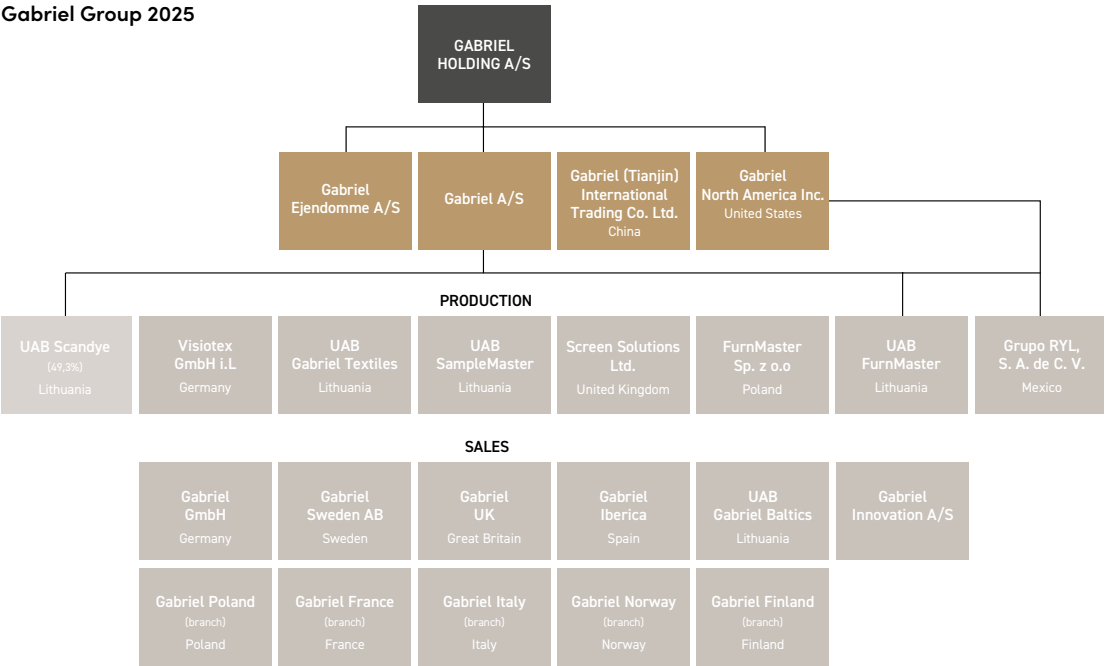 Gabriel Group 2025
GABRIEL
HOLDING A/S
Gabriel
Ejendomme A/S
Gabriel A/S
Gabriel (Tianjin)
International
Trading Co. Ltd.
China
Gabriel
North America Inc.
United States
PRODUCTION
UAB Scandye
(49,3%)
Lithuania
Visiotex
GmbH i.L
Germany
UAB
Gabriel Textiles
Lithuania
UAB
SampleMaster
Lithuania
Screen Solutions
Ltd.
United Kingdom
FurnMaster
Sp. z o.o
Poland
UAB
FurnMaster
Lithuania
Grupo RYL,
S. A. de C. V.
Mexico
SALES
Gabriel
GmbH
Germany
Gabriel
Sweden AB
Sweden
Gabriel
UK
Great Britain
Gabriel
Iberica
Spain
UAB
Gabriel Baltics
Lithuania
Gabriel
Innovation A/S
Gabriel Poland
(branch)
Poland
Gabriel France
(branch)
France
Gabriel Italy
(branch)
Italy
Gabriel Norway
(branch)
Norway
Gabriel Finland
(branch)
Finland